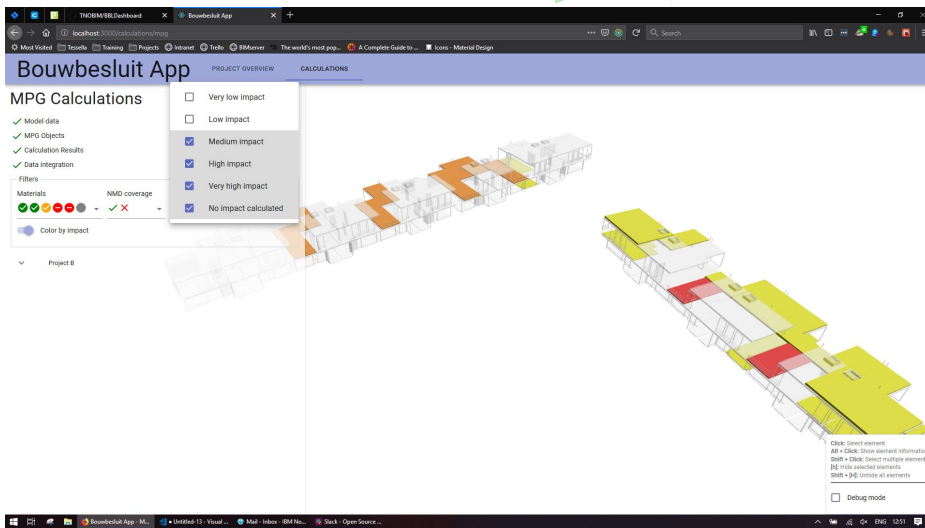 TNOBIM/BBLDashboard
Bouwbesluit App
localhost:3000/calculations/mpg
Search
Most Visited Tessella Training Projects Intranet Trello BIMserver The world's most pop... A Complete Guide to ... Icons - Material Design
Bouwbesluit App
PROJECT OVERVIEW
CALCULATIONS
MPG Calculations
Model data
MPG Objects
Calculation Results
Data integration
Filters
Materials
NMD coverage
Color by impact
Project B
Very low impact
Low impact
Medium impact
High impact
Very high impact
No impact calculated
Click: Select element
Alt + Click: Show element informatio
Shift + Click: Select multiple element
[h]: Hide selected elements
Shift + [H]: Unhide all elements
Debug mode
Bouwbesluit App - M... Untitled-13 - Visual ... Mail - Inbox - IBM No... Slack - Open Source ...
ENG 12:51